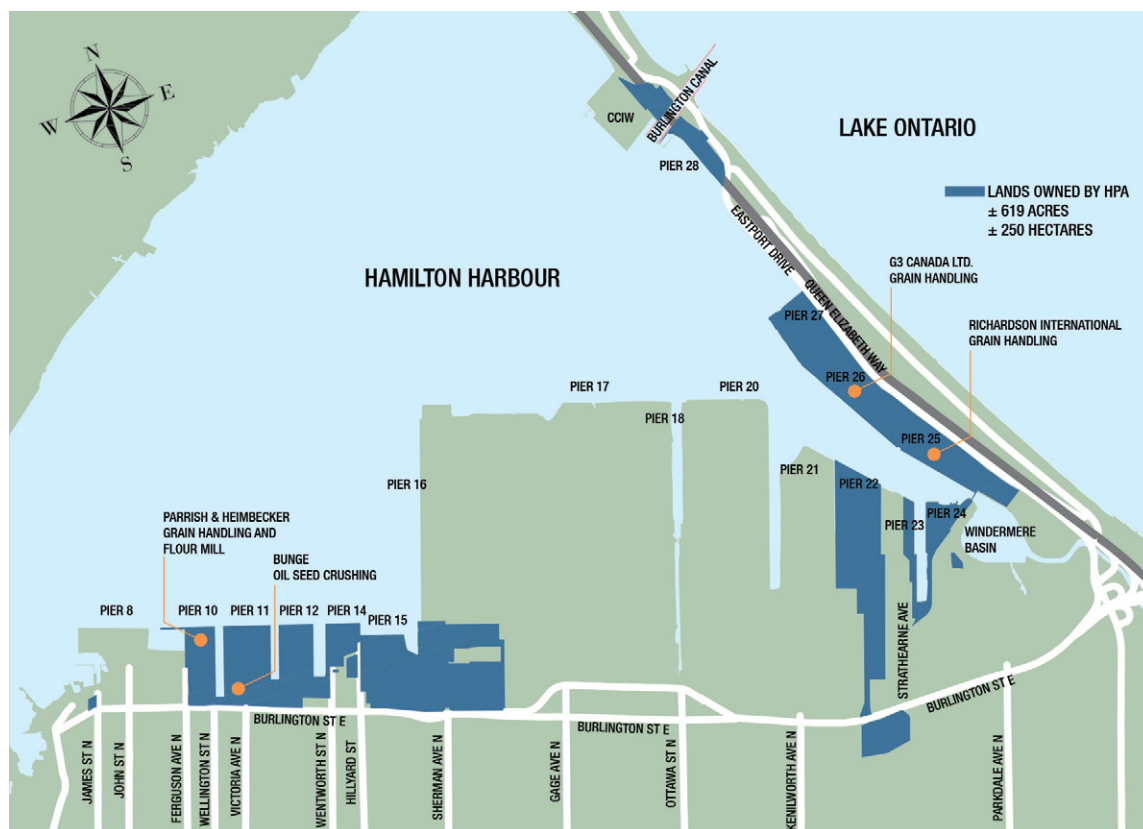 N
E
W
S
CCIW
BURLINGTON CANAL
LAKE ONTARIO
PIER 28
LANDS OWNED BY HPA
± 619 ACRES
± 250 HECTARES
EASTPORT DRIVE
G3 CANADA LTD.
GRAIN HANDLING
HAMILTON HARBOUR
QUEEN ELIZABETH WAY
PIER 27
RICHARDSON INTERNATIONAL
GRAIN HANDLING
PIER 26
PIER 17
PIER 20
PIER 18
PIER 25
PIER 21
PIER 16
PIER 22
PIER 24
PIER 23
WINDERMERE
BASIN
PARRISH & HEIMBECKER
GRAIN HANDLING AND
FLOUR MILL
BUNGE
OIL SEED CRUSHING
PIER 8
PIER 10
PIER 11
PIER 12
PIER 14
PIER 15
STRATHEARNE AVE
BURLINGTON ST E
BURLINGTON ST E
BURLINGTON ST E
JAMES ST N
JOHN ST N
FERGUSON AVE N
WELLINGTON ST N
VICTORIA AVE N
WENTWORTH ST N
HILLYARD ST
SHERMAN AVE N
GAGE AVE N
OTTAWA ST N
KENILWORTH AVE N
PARKDALE AVE N